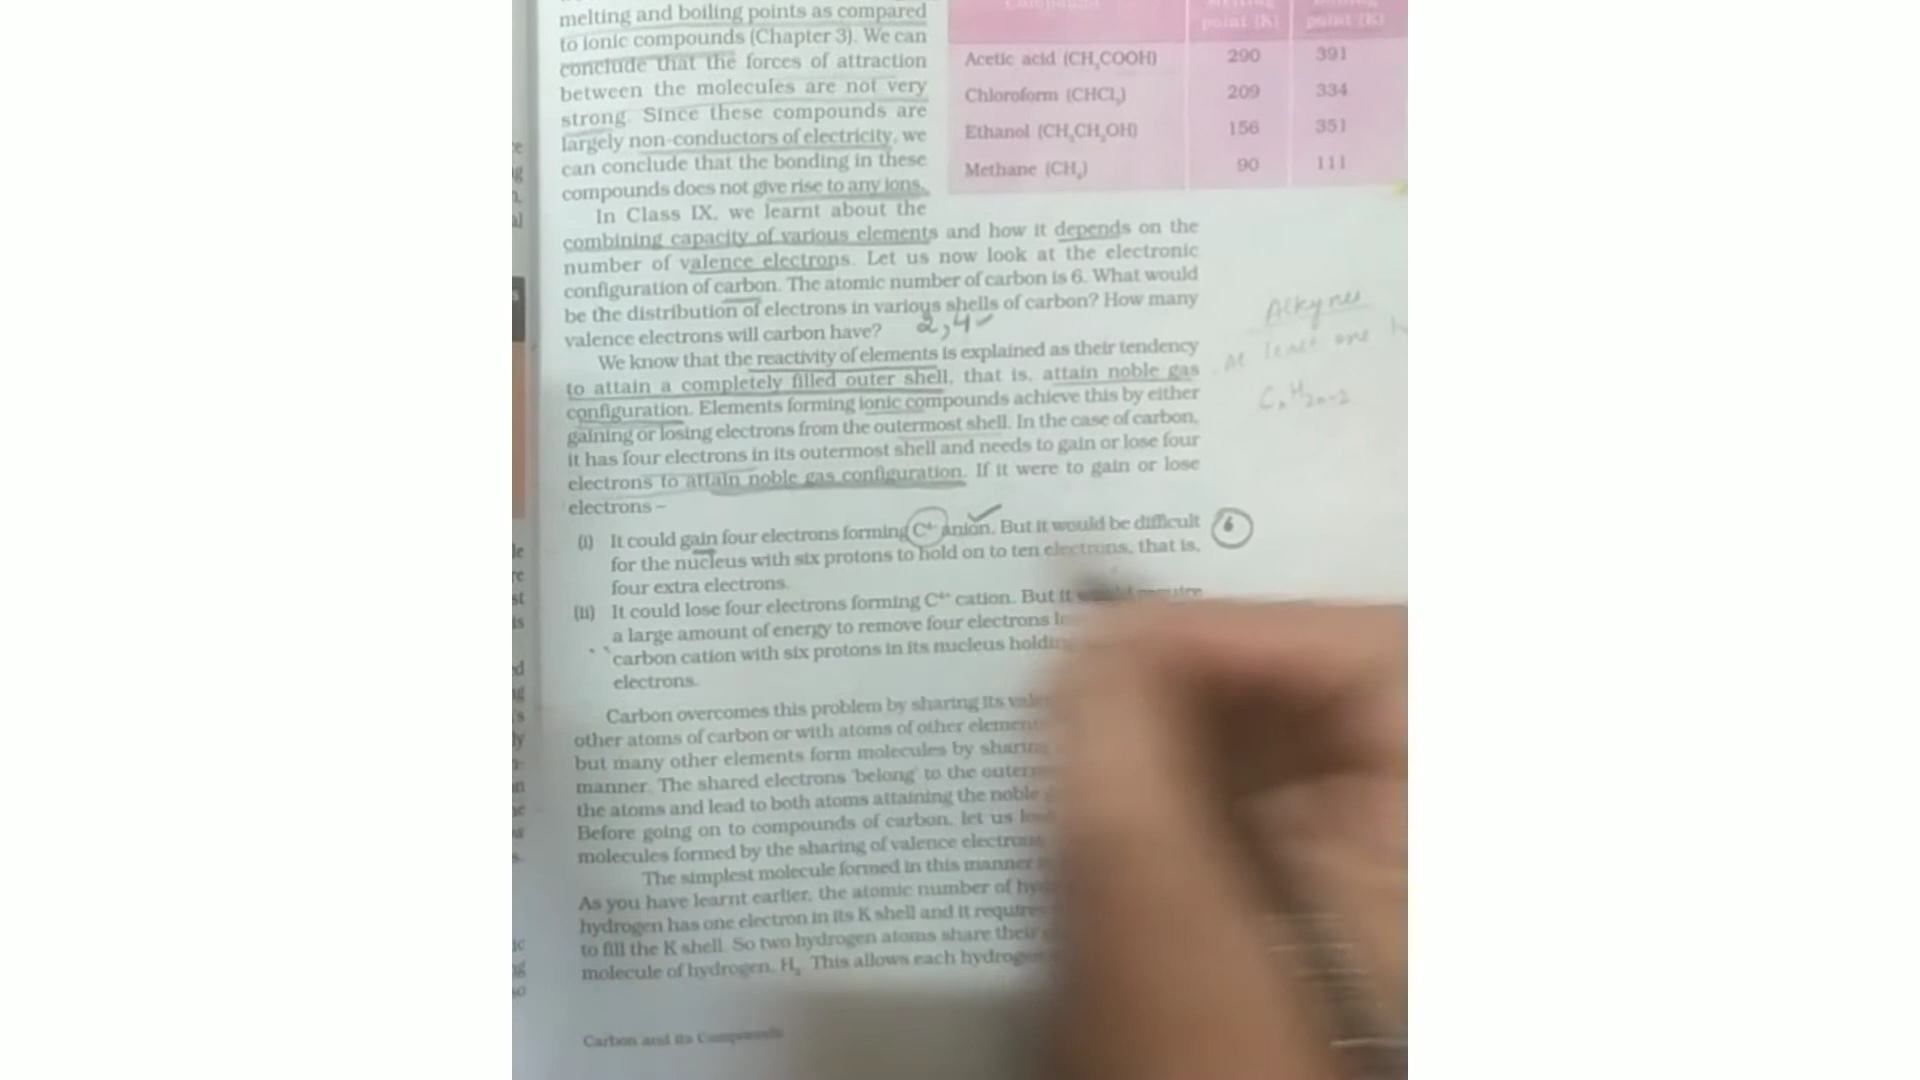 melting and boiling points as compared
to ionic compounds (Chapter 3). We can
conclude that the forces of attraction
between the molecules are not very
strong. Since these compounds are
largely non-conductors of electricity, we
can conclude that the bonding in these
compounds does not give rise to any ions.
point (K) point (K)
Acetic acid (CH₃COOH) 290 391
Chloroform (CHCl₃) 209 334
Ethanol (CH₃CH₂OH) 156 351
Methane (CH₄) 90 111
In Class IX, we learnt about the
combining capacity of various elements and how it depends on the
number of valence electrons. Let us now look at the electronic
configuration of carbon. The atomic number of carbon is 6. What would
be the distribution of electrons in various shells of carbon? How many
valence electrons will carbon have? 2,4
We know that the reactivity of elements is explained as their tendency
to attain a completely filled outer shell, that is, attain noble gas
configuration. Elements forming ionic compounds achieve this by either
gaining or losing electrons from the outermost shell. In the case of carbon,
it has four electrons in its outermost shell and needs to gain or lose four
electrons to attain noble gas configuration. If it were to gain or lose
electrons –
Alkynes
one
CₙH₂ₙ₋₂
(i) It could gain four electrons forming C⁴⁻ anion. But it would be difficult
for the nucleus with six protons to hold on to ten electrons, that is,
four extra electrons.
6
(ii) It could lose four electrons forming C⁴⁺ cation. But it would require
a large amount of energy to remove four electrons
carbon cation with six protons in its nucleus
electrons.
Carbon overcomes this problem by sharing its
other atoms of carbon or with atoms of other
but many other elements form molecules by sharing
manner. The shared electrons 'belong' to the
the atoms and lead to both atoms attaining the noble
Before going on to compounds of carbon, let us
molecules formed by the sharing of valence electrons
The simplest molecule formed in this manner
As you have learnt earlier, the atomic number of
hydrogen has one electron in its K shell and it requires
to fill the K shell. So two hydrogen atoms share their
molecule of hydrogen, H₂. This allows each hydrogen
Carbon and its Compounds